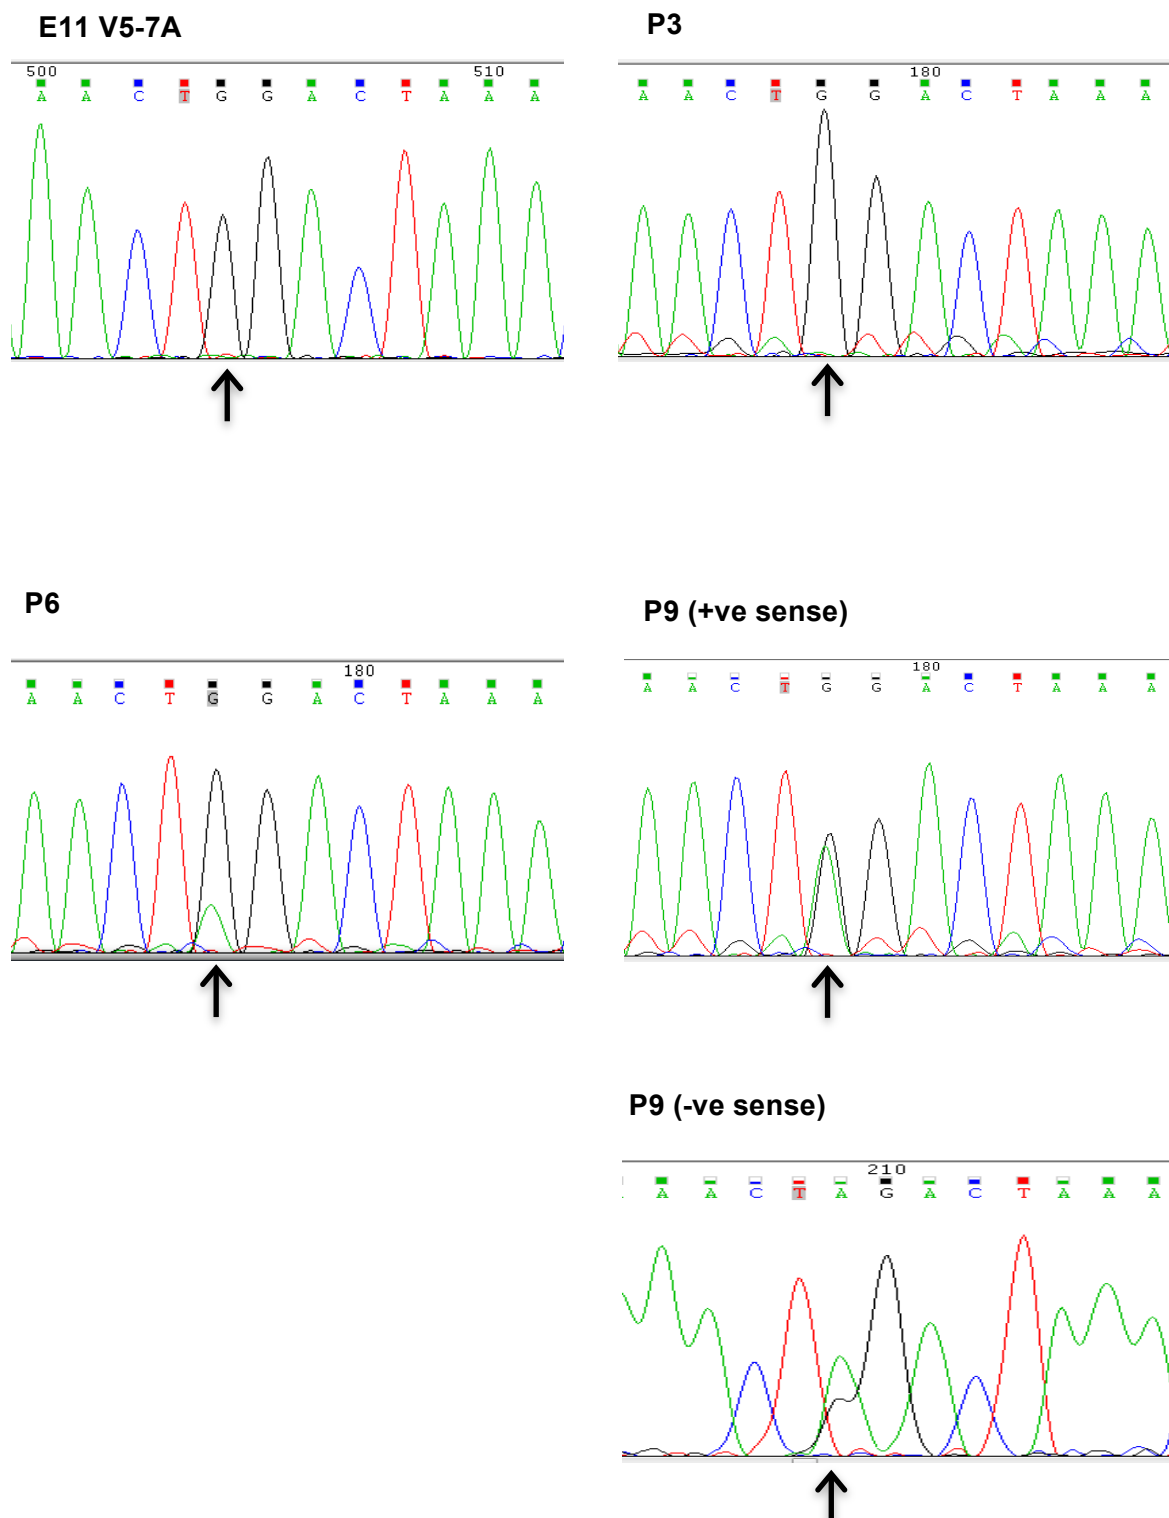 E11 V5-7A
500 510
A A C T G G A C T A A A
P3
180
A A C T G G A C T A A A
P6
180
A A C T G G A C T A A A
P9 (+ve sense)
180
A A C T G G A C T A A A
P9 (-ve sense)
210
A A C T A G A C T A A A